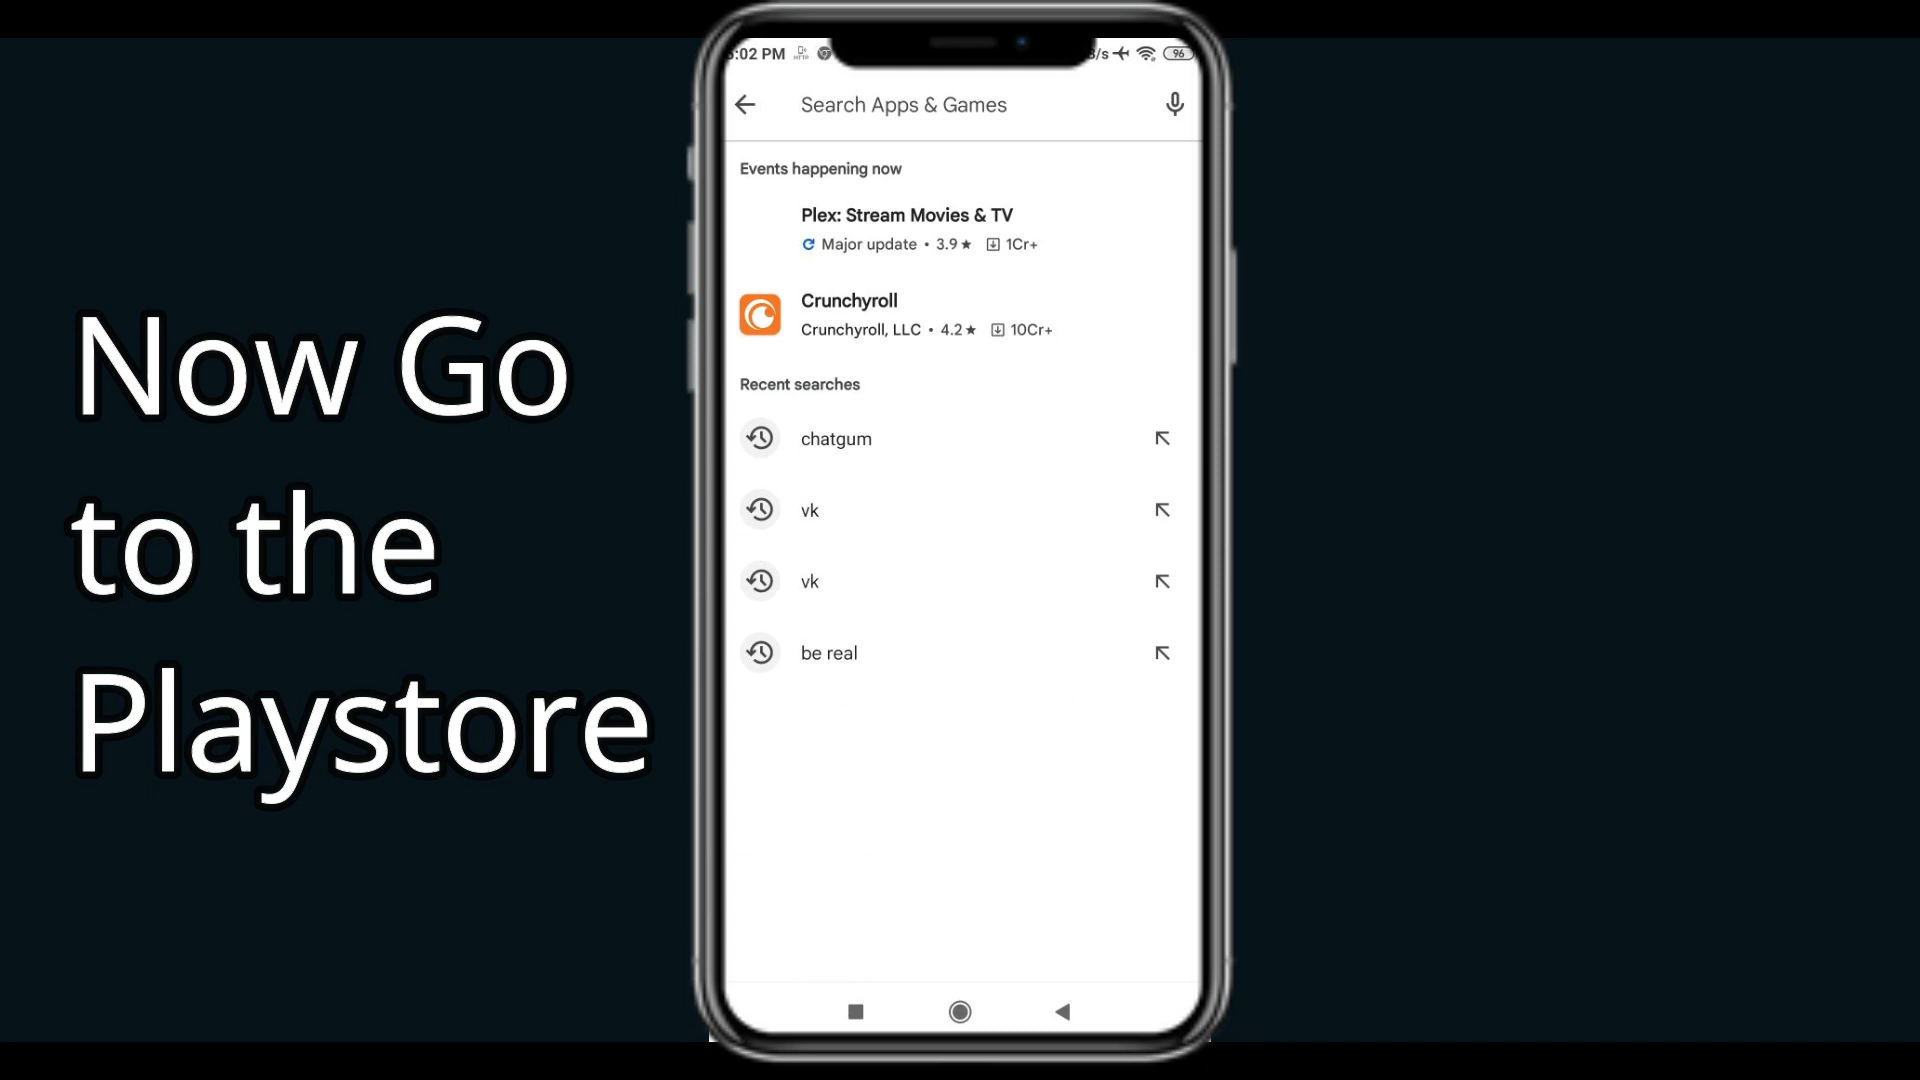 Now Go
to the
Playstore
:02 PM
/s
96
Search Apps & Games
Events happening now
Plex: Stream Movies & TV
Major update • 3.9★ 1Cr+
Crunchyroll
Crunchyroll, LLC • 4.2★ 10Cr+
Recent searches
chatgum
vk
vk
be real